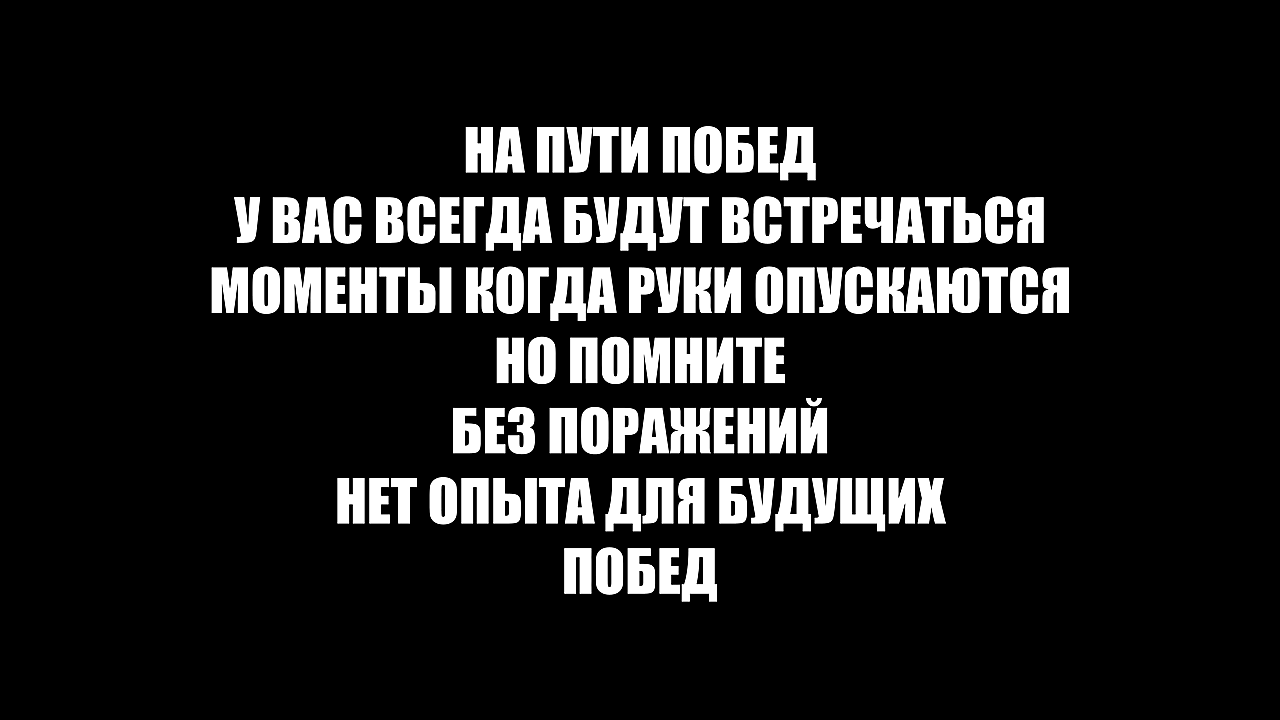 НА ПУТИ ПОБЕД
У ВАС ВСЕГДА БУДУТ ВСТРЕЧАТЬСЯ
МОМЕНТЫ КОГДА РУКИ ОПУСКАЮТСЯ
НО ПОМНИТЕ
БЕЗ ПОРАЖЕНИЙ
НЕТ ОПЫТА ДЛЯ БУДУЩИХ
ПОБЕД